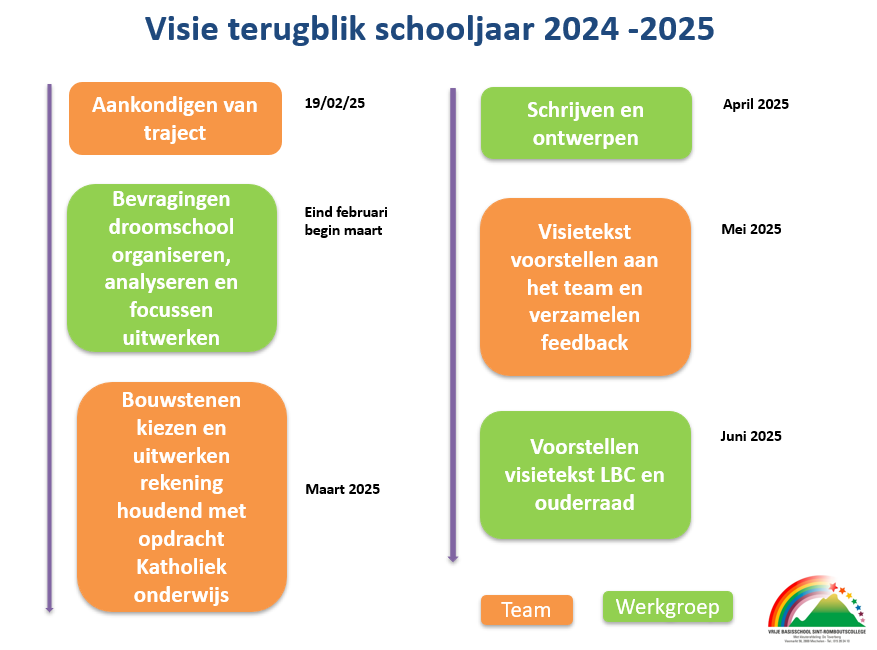 Visie terugblik schooljaar 2024 -2025
Aankondigen van
traject
19/02/25
Bevragingen
droomschool
organiseren,
analyseren en
focussen
uitwerken
Eind februari
begin maart
Bouwstenen
kiezen en
uitwerken
rekening
houdend met
opdracht
Katholiek
onderwijs
Maart 2025
Schrijven en
ontwerpen
April 2025
Visietekst
voorstellen aan
het team en
verzamelen
feedback
Mei 2025
Voorstellen
visietekst LBC en
ouderraad
Juni 2025
Team
Werkgroep
VRIJE BASISSCHOOL SINT-ROMBOUTSCOLLEGE